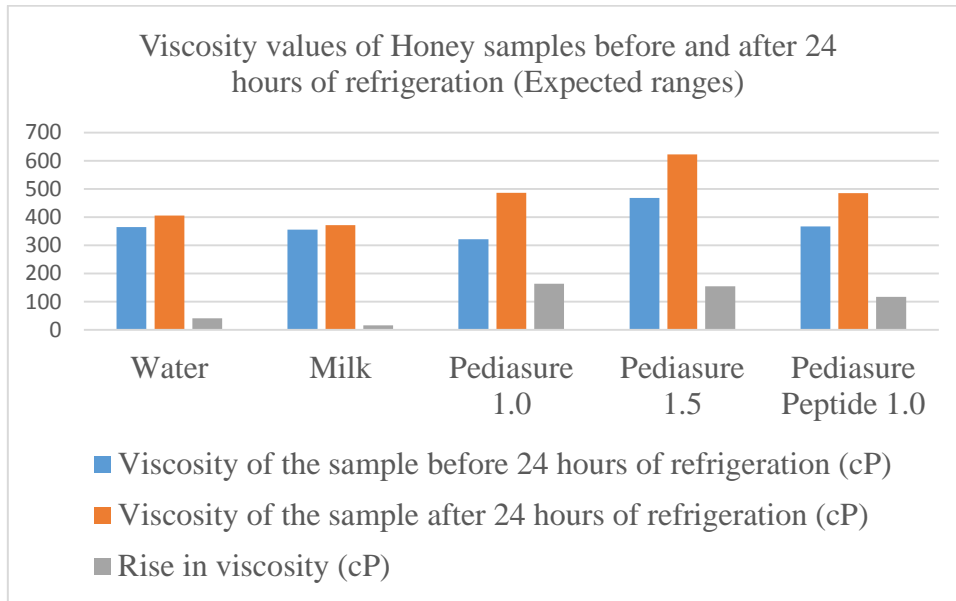 Viscosity values of Honey samples before and after 24
hours of refrigeration (Expected ranges)
700
600
500
400
300
200
100
0
Water
Milk
Pediasure
1.0
Pediasure
1.5
Pediasure
Peptide 1.0
Viscosity of the sample before 24 hours of refrigeration (cP)
Viscosity of the sample after 24 hours of refrigeration (cP)
Rise in viscosity (cP)